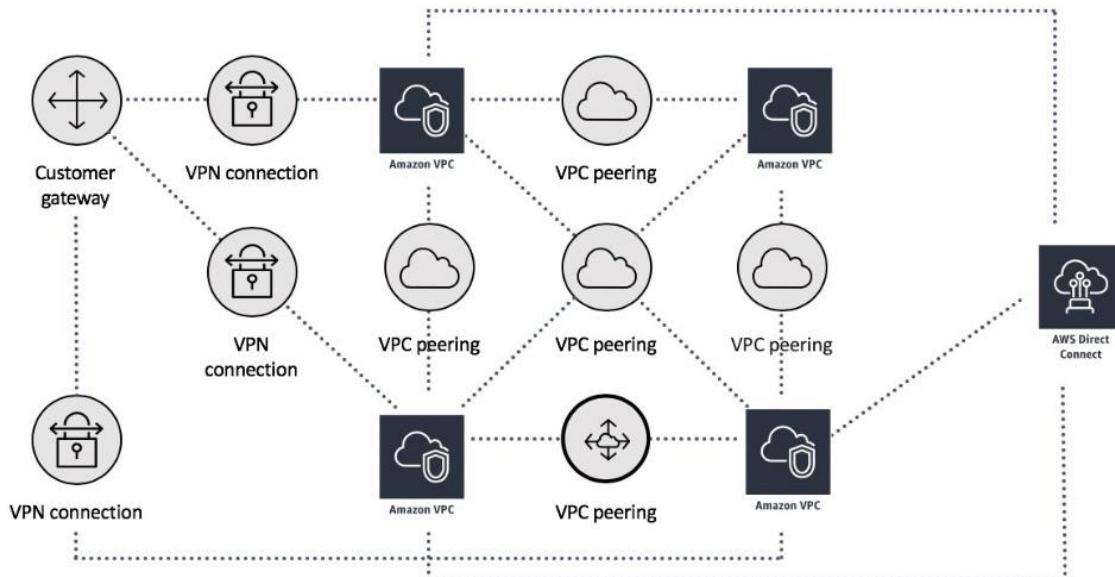 Customer
gateway
VPN connection
Amazon VPC
VPC peering
Amazon VPC
VPN
connection
VPC peering
VPC peering
VPC peering
AWS Direct
Connect
VPN connection
Amazon VPC
VPC peering
Amazon VPC